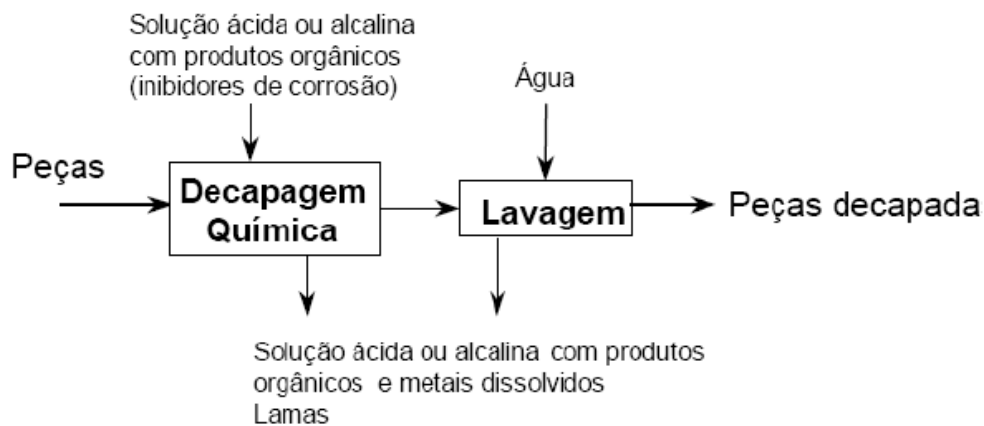 Solução ácida ou alcalina
com produtos orgânicos
(inibidores de corrosão)
Água
Peças
Decapagem
Química
Lavagem
Peças decapada
Solução ácida ou alcalina com produtos
orgânicos e metais dissolvidos
Lamas